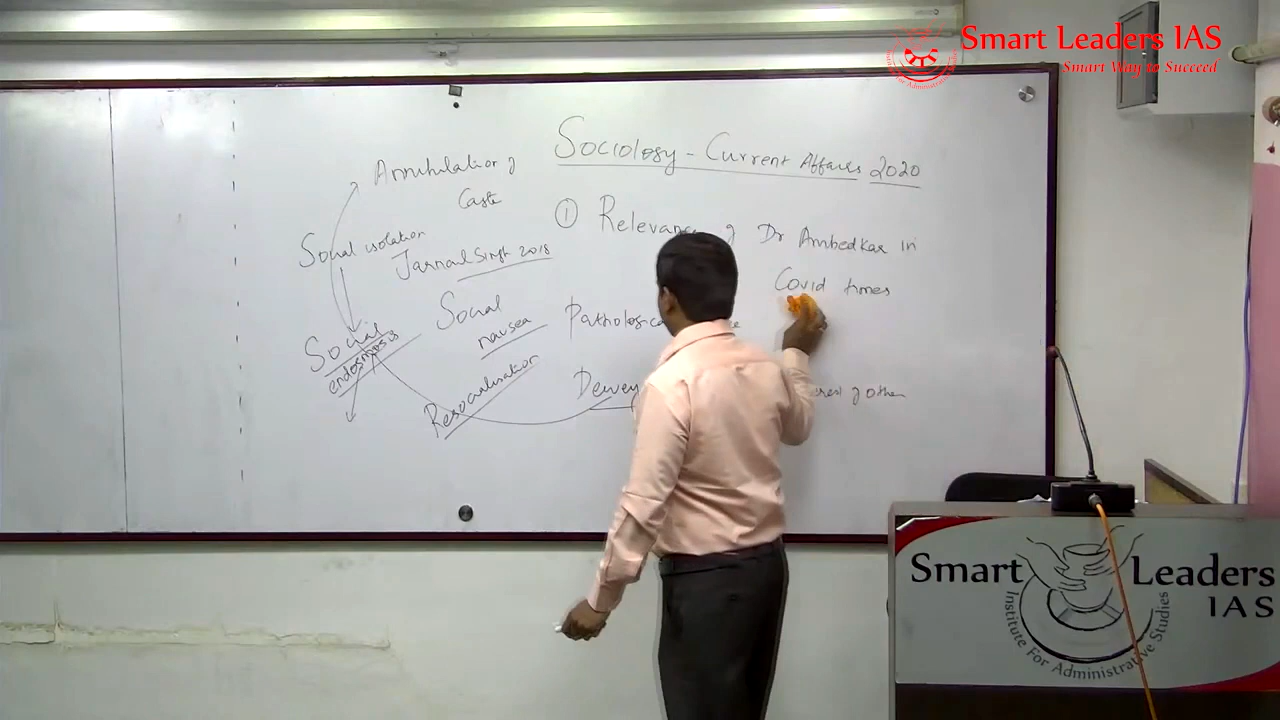 Smart Leaders IAS
Smart Way to Succeed
Sociology - Current Affairs 2020
Annihilation of
Caste
① Relevance of Dr Ambedkar in
Covid times
Social isolation
Jarnail Singh 2018
Social
nausea
Pathological
Social
endosmosis
Resocialisation
Dewey
of other
Smart Leaders
IAS
Institute For Administrative Studies